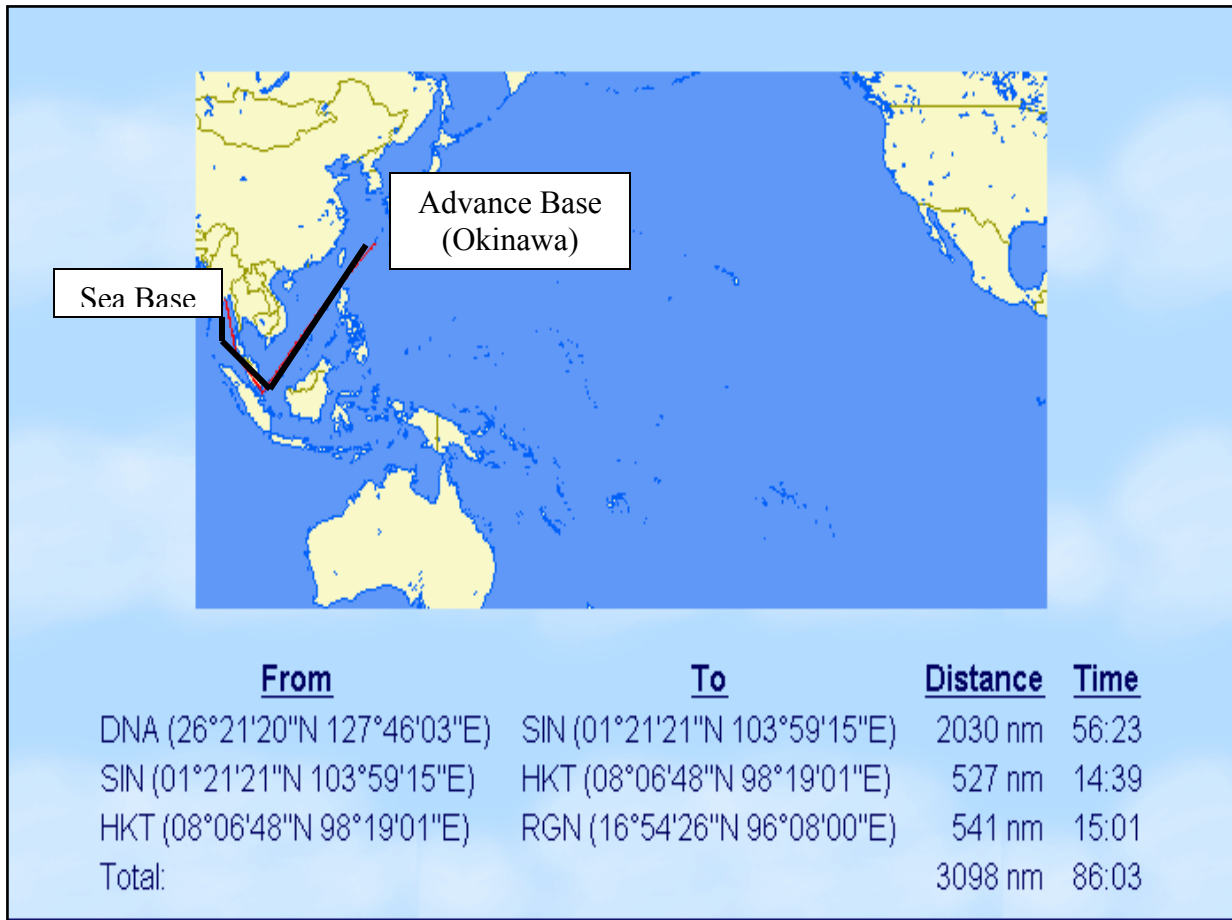 Advance Base
(Okinawa)
Sea Base
From To Distance Time
DNA (26°21'20"N 127°46'03"E) SIN (01°21'21"N 103°59'15"E) 2030 nm 56:23
SIN (01°21'21"N 103°59'15"E) HKT (08°06'48"N 98°19'01"E) 527 nm 14:39
HKT (08°06'48"N 98°19'01"E) RGN (16°54'26"N 96°08'00"E) 541 nm 15:01
Total: 3098 nm 86:03